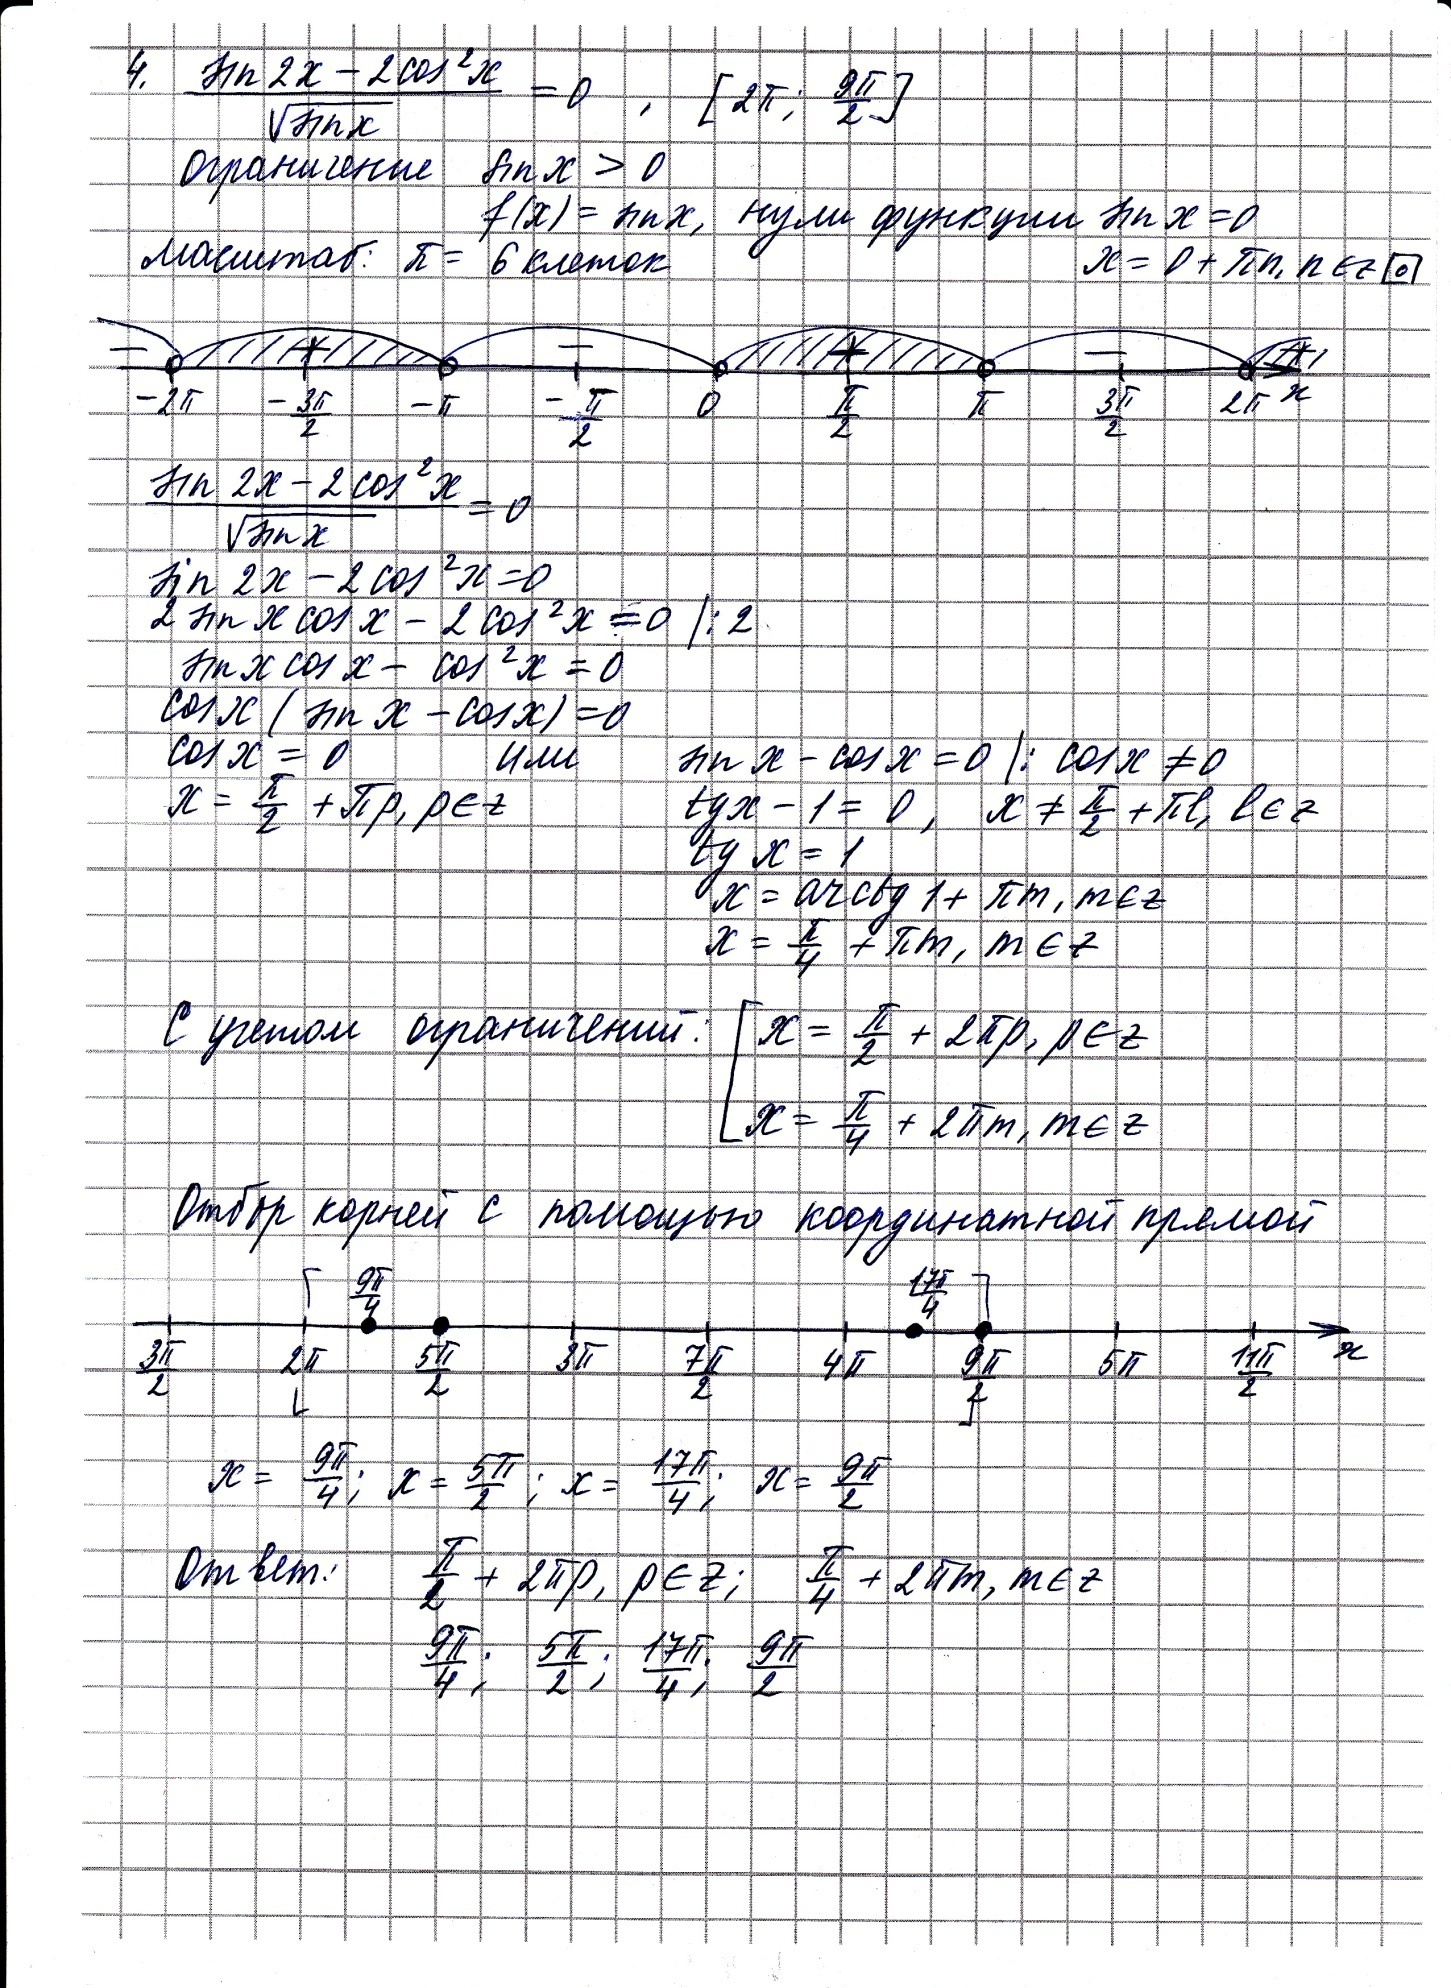 4. (sin 2x − 2cos²x)/√(sin x) = 0 , [2π; 9π/2]
Ограничение sin x > 0
f(x) = sin x, нули функции sin x = 0
Масштаб: π = 6 клеток x = 0 + πn, n ∈ z [o]
− + − + − +
−2π −3π/2 −π −π/2 0 π/2 π 3π/2 2π x
(sin 2x − 2cos²x)/√(sin x) = 0
sin 2x − 2cos²x = 0
2 sin x cos x − 2cos²x = 0 |: 2
sin x cos x − cos²x = 0
cos x (sin x − cos x) = 0
cos x = 0 или sin x − cos x = 0 |: cos x ≠ 0
x = π/2 + πp, p ∈ z tg x − 1 = 0, x ≠ π/2 + πl, l ∈ z
tg x = 1
x = arctg 1 + πm, m ∈ z
x = π/4 + πm, m ∈ z
С учетом ограничений: [ x = π/2 + 2πp, p ∈ z
x = π/4 + 2πm, m ∈ z
Отбор корней с помощью координатной прямой
[ 9π/4 17π/4 ]
3π/2 2π 5π/2 3π 7π/2 4π 9π/2 5π 11π/2 x
x = 9π/4; x = 5π/2; x = 17π/4; x = 9π/2
Ответ: π/2 + 2πp, p ∈ z; π/4 + 2πm, m ∈ z
9π/4; 5π/2; 17π/4; 9π/2